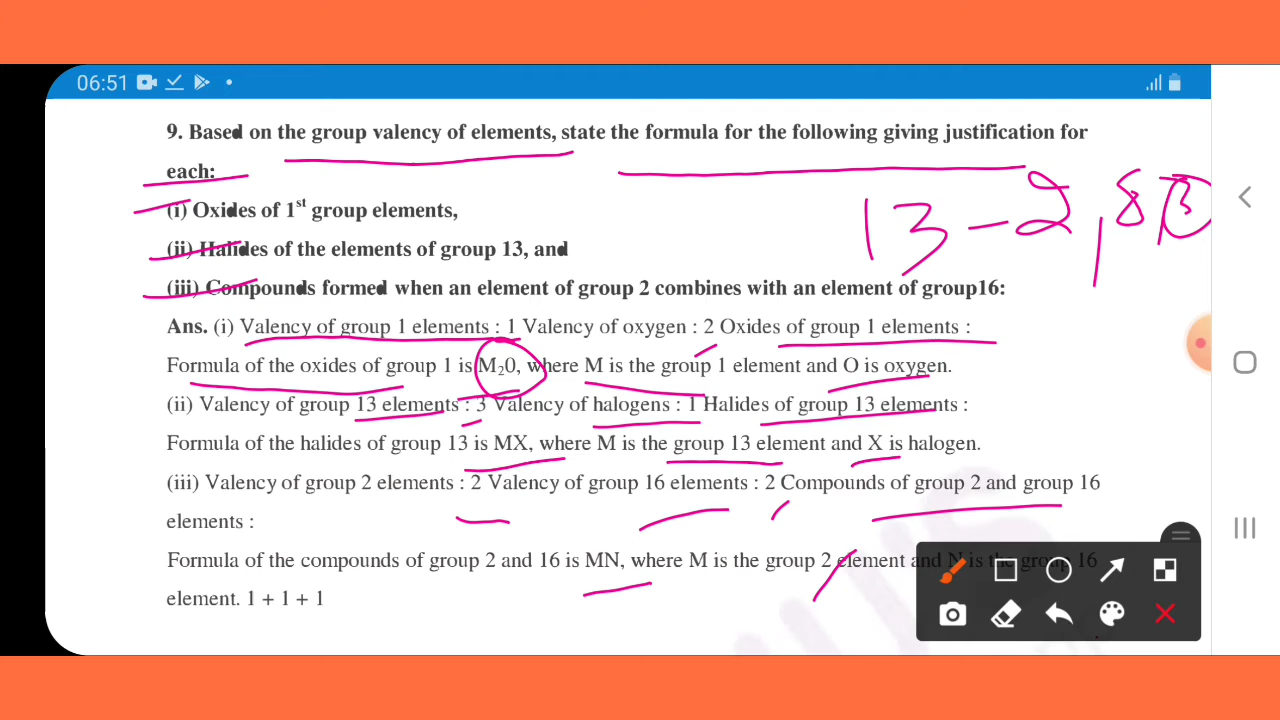 06:51
9. Based on the group valency of elements, state the formula for the following giving justification for
each:
(i) Oxides of 1st group elements,
13 - 2,8,3
(ii) Halides of the elements of group 13, and
(iii) Compounds formed when an element of group 2 combines with an element of group16:
Ans. (i) Valency of group 1 elements : 1 Valency of oxygen : 2 Oxides of group 1 elements :
Formula of the oxides of group 1 is M₂0, where M is the group 1 element and O is oxygen.
(ii) Valency of group 13 elements : 3 Valency of halogens : 1 Halides of group 13 elements :
Formula of the halides of group 13 is MX, where M is the group 13 element and X is halogen.
(iii) Valency of group 2 elements : 2 Valency of group 16 elements : 2 Compounds of group 2 and group 16
elements :
Formula of the compounds of group 2 and 16 is MN, where M is the group 2 element and N is the group 16
element. 1 + 1 + 1